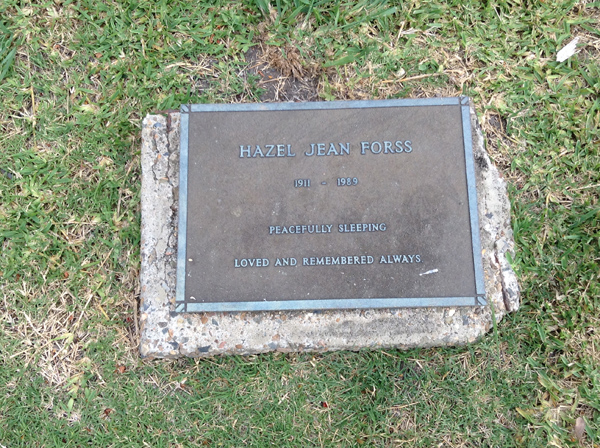 HAZEL JEAN FORSS
1911 - 1989
PEACEFULLY SLEEPING
LOVED AND REMEMBERED ALWAYS